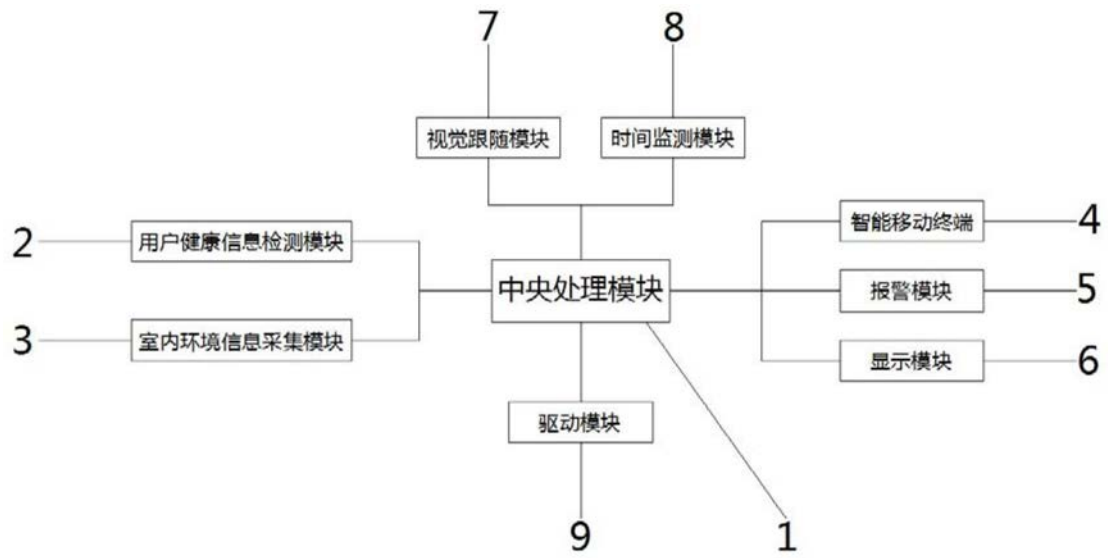 7
8
视觉跟随模块
时间监测模块
智能移动终端
4
2
用户健康信息检测模块
中央处理模块
报警模块
5
3
室内环境信息采集模块
显示模块
6
驱动模块
9
1